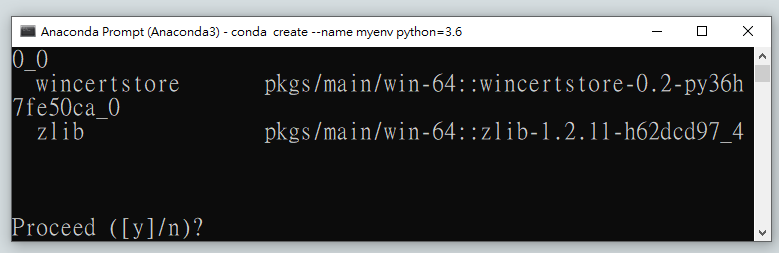 Anaconda Prompt (Anaconda3) - conda  create --name myenv python=3.6
0_0
  wincertstore       pkgs/main/win-64::wincertstore-0.2-py36h
7fe50ca_0
  zlib               pkgs/main/win-64::zlib-1.2.11-h62dcd97_4
Proceed ([y]/n)?